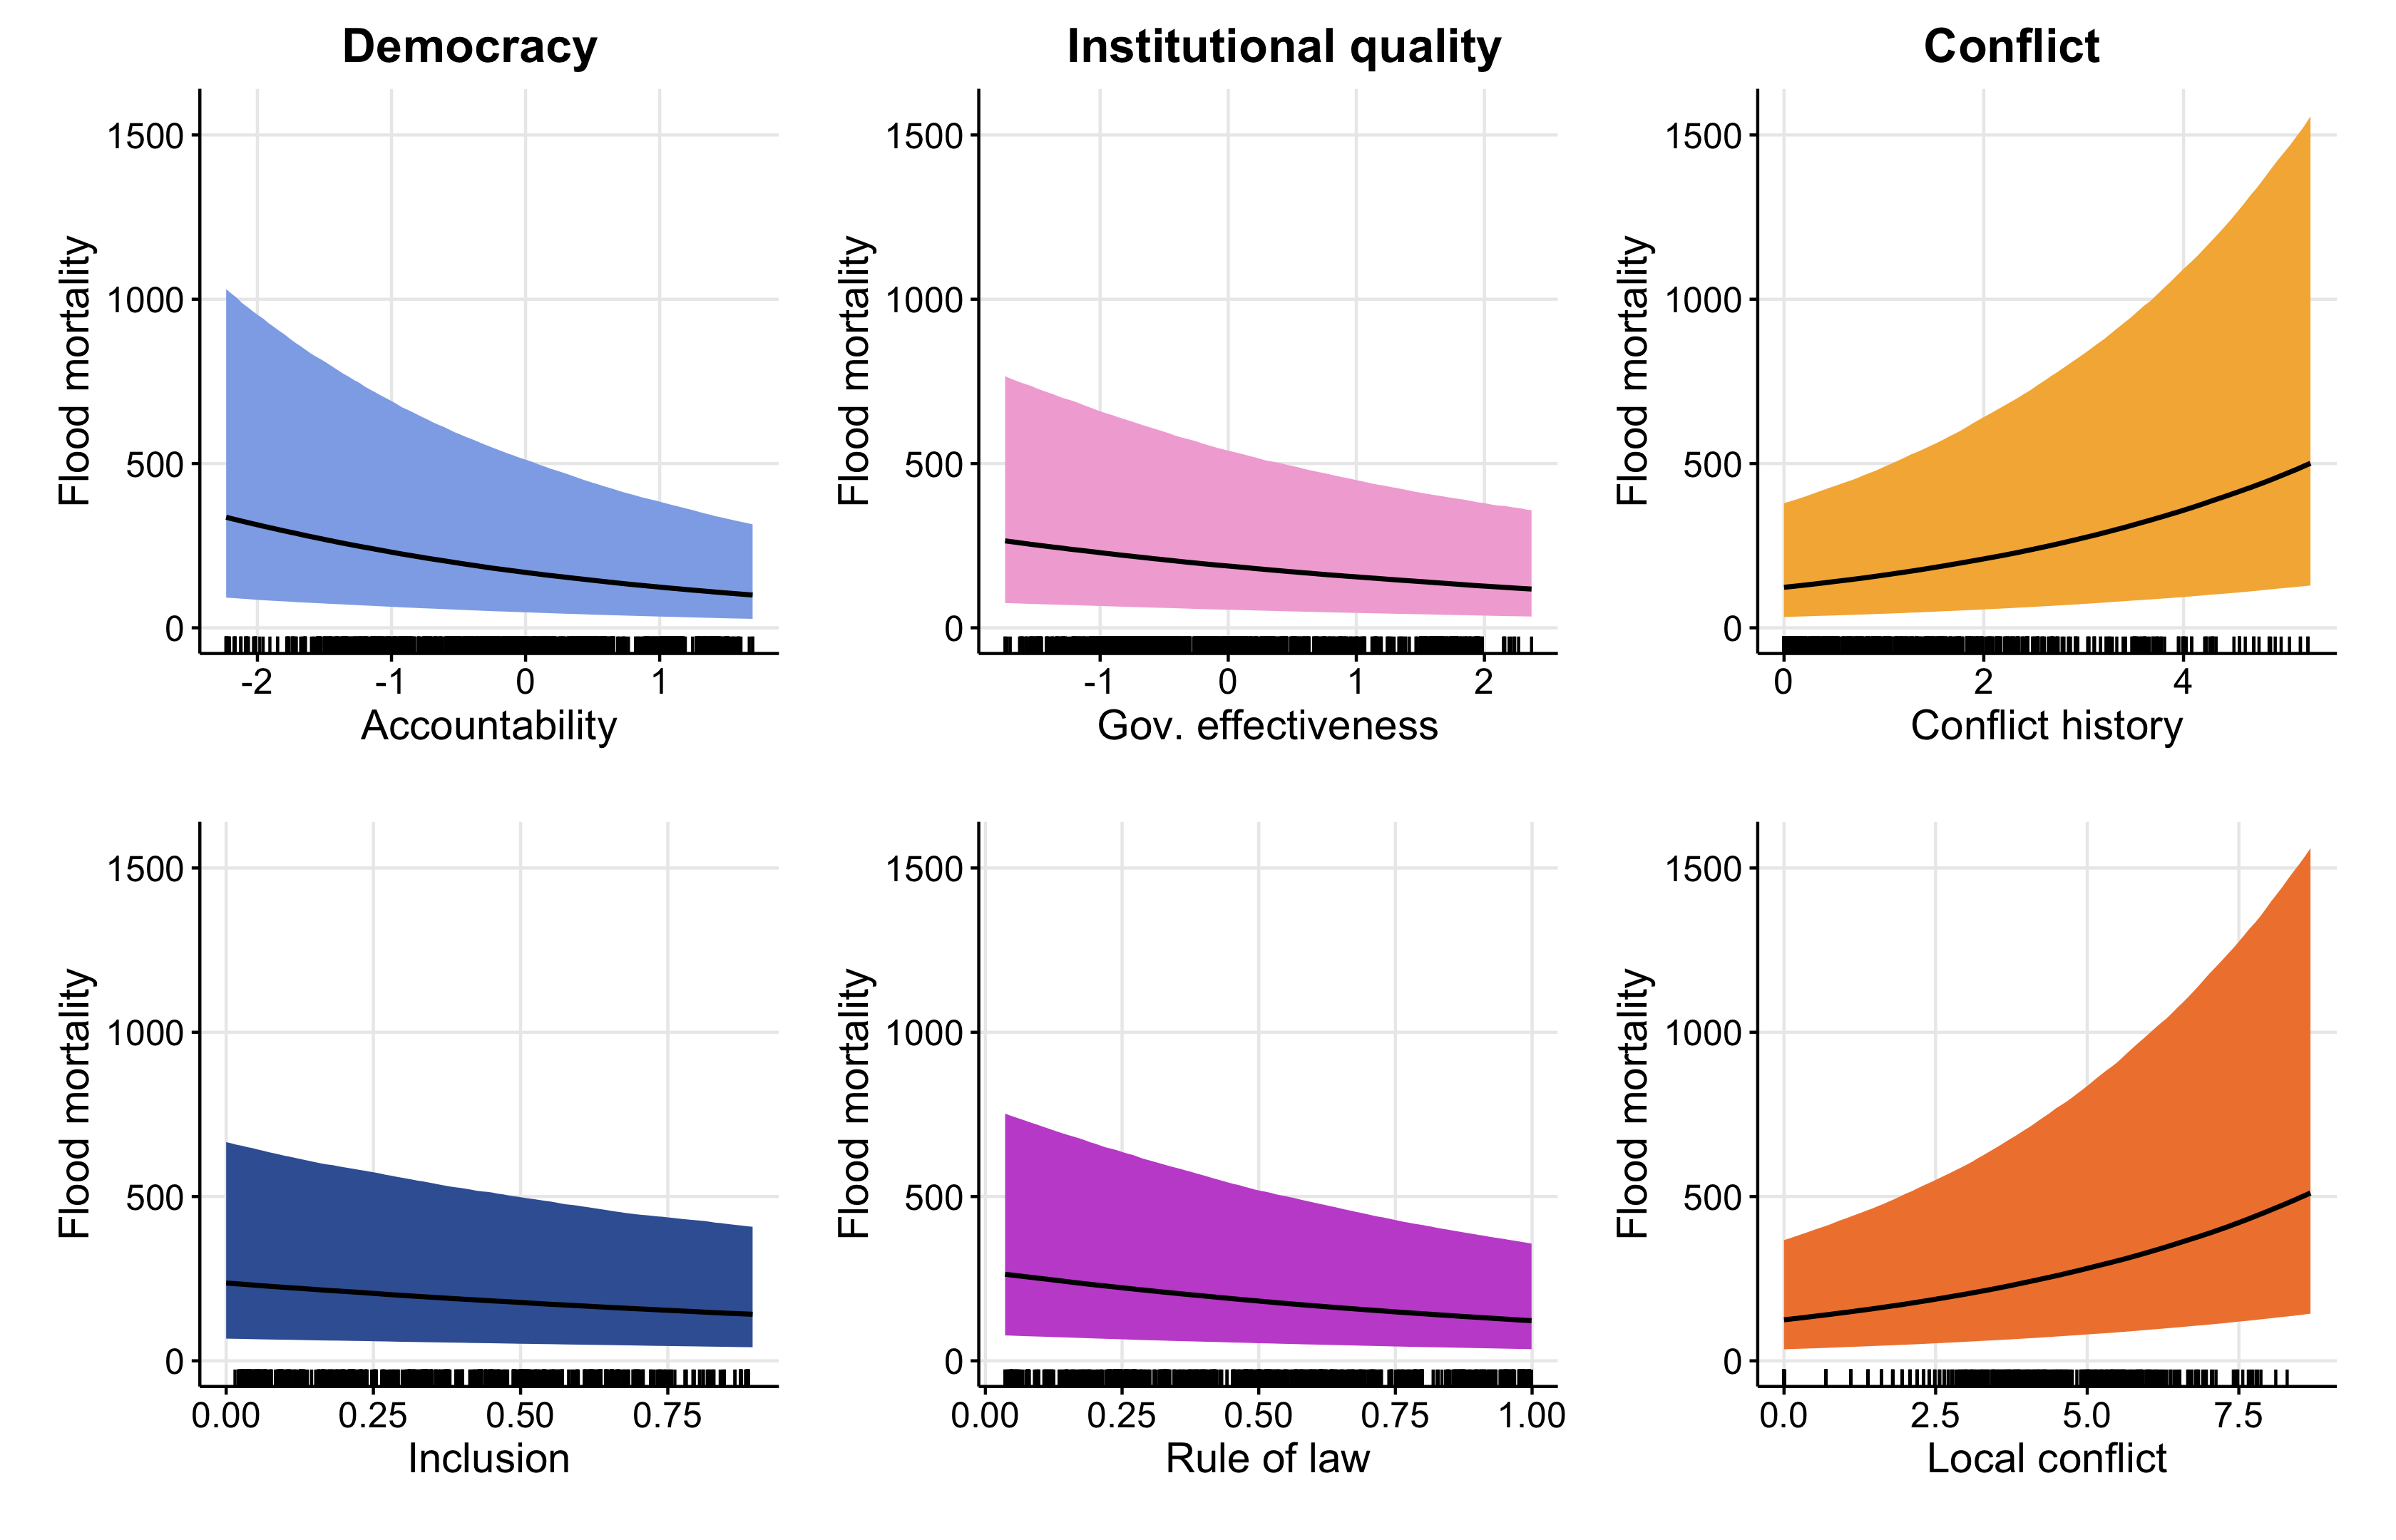 Democracy
Institutional quality
Conflict
Flood mortality
1500
1000
500
0
-2 -1 0 1
Accountability
Flood mortality
1500
1000
500
0
-1 0 1 2
Gov. effectiveness
Flood mortality
1500
1000
500
0
0 2 4
Conflict history
Flood mortality
1500
1000
500
0
0.00 0.25 0.50 0.75
Inclusion
Flood mortality
1500
1000
500
0
0.00 0.25 0.50 0.75 1.00
Rule of law
Flood mortality
1500
1000
500
0
0.0 2.5 5.0 7.5
Local conflict